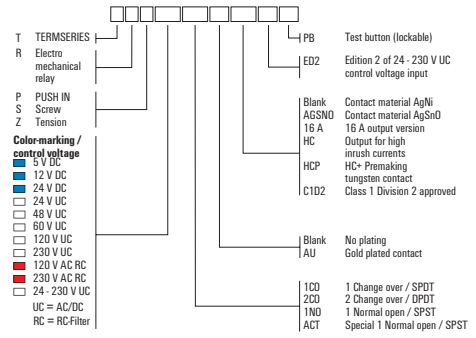 T TERMSERIES
R Electro
mechanical
relay
P PUSH IN
S Screw
Z Tension
Color-marking /
control voltage
5 V DC
12 V DC
24 V DC
24 V UC
48 V UC
60 V UC
120 V UC
230 V UC
120 V AC RC
230 V AC RC
24 - 230 V UC
UC = AC/DC
RC = RC-Filter
PB Test button (lockable)
ED2 Edition 2 of 24 - 230 V UC
control voltage input
Blank Contact material AgNi
AGSNO Contact material AgSnO
16 A 16 A output version
HC Output for high
inrush currents
HCP HC+ Premaking
tungsten contact
C1D2 Class 1 Division 2 approved
Blank No plating
AU Gold plated contact
1CO 1 Change over / SPDT
2CO 2 Change over / DPDT
1NO 1 Normal open / SPST
ACT Special 1 Normal open / SPST